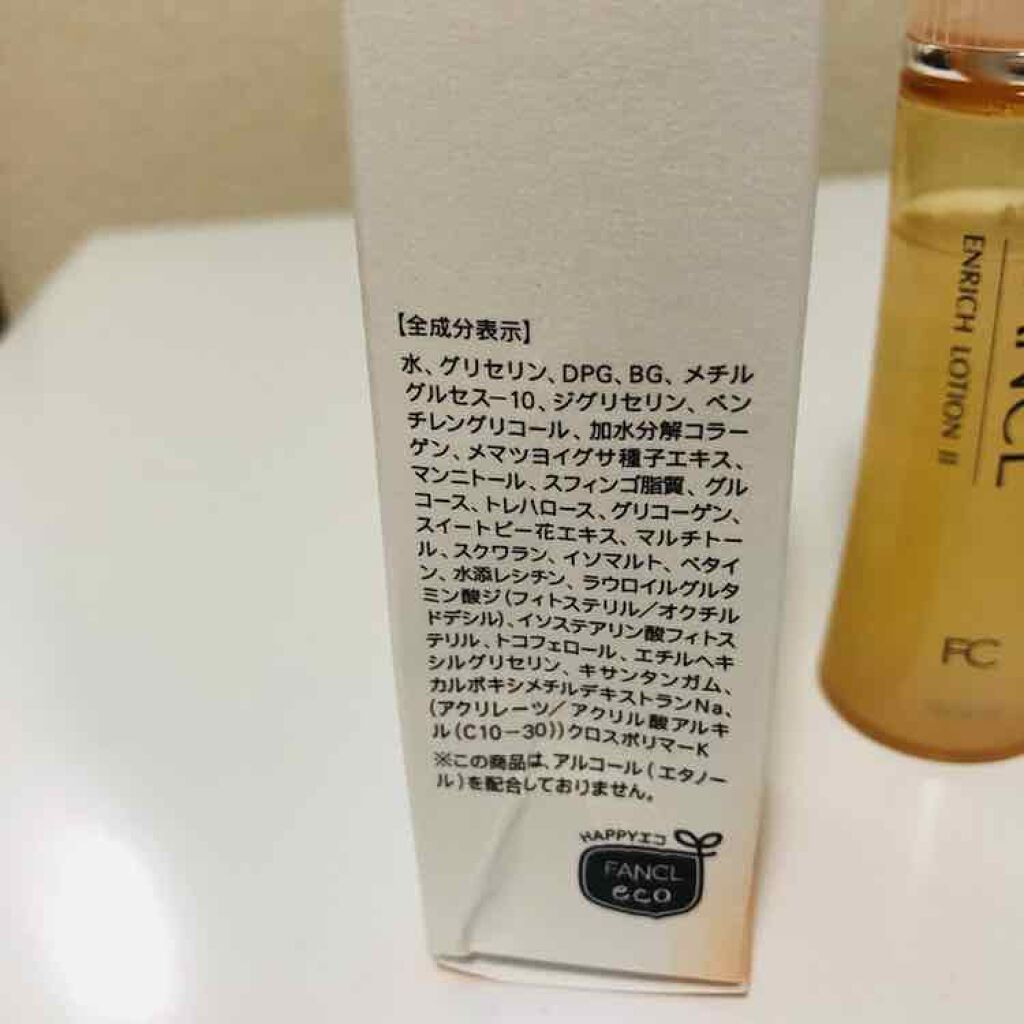 【全成分表示】
水、グリセリン、DPG、BG、メチル
グルセス－10、ジグリセリン、ペン
チレングリコール、加水分解コラー
ゲン、メマツヨイグサ種子エキス、
マンニトール、スフィンゴ脂質、グル
コース、トレハロース、グリコーゲン、
スイートピー花エキス、マルチトー
ル、スクワラン、イソマルト、ベタイ
ン、水添レシチン、ラウロイルグルタ
ミン酸ジ(フィトステリル／オクチル
ドデシル)、イソステアリン酸フィトス
テリル、トコフェロール、エチルヘキ
シルグリセリン、キサンタンガム、
カルボキシメチルデキストランNa、
(アクリレーツ／アクリル酸アルキ
ル(C10－30))クロスポリマーK
※この商品は、アルコール(エタノー
ル)を配合しておりません。
HAPPYエコ
FANCL
eco
ENRICH LOTION II
FC